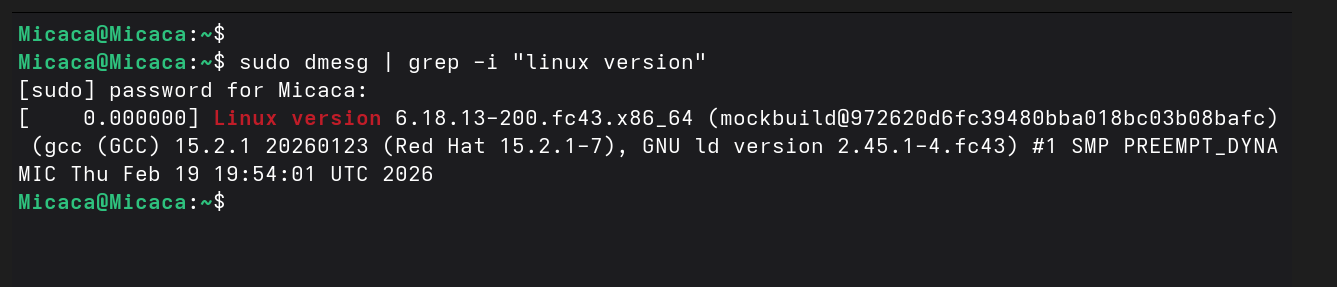 Micaca@Micaca:~$
Micaca@Micaca:~$ sudo dmesg | grep -i "linux version"
[sudo] password for Micaca:
[    0.000000] Linux version 6.18.13-200.fc43.x86_64 (mockbuild@972620d6fc39480bba018bc03b08bafc)
 (gcc (GCC) 15.2.1 20260123 (Red Hat 15.2.1-7), GNU ld version 2.45.1-4.fc43) #1 SMP PREEMPT_DYNA
MIC Thu Feb 19 19:54:01 UTC 2026
Micaca@Micaca:~$